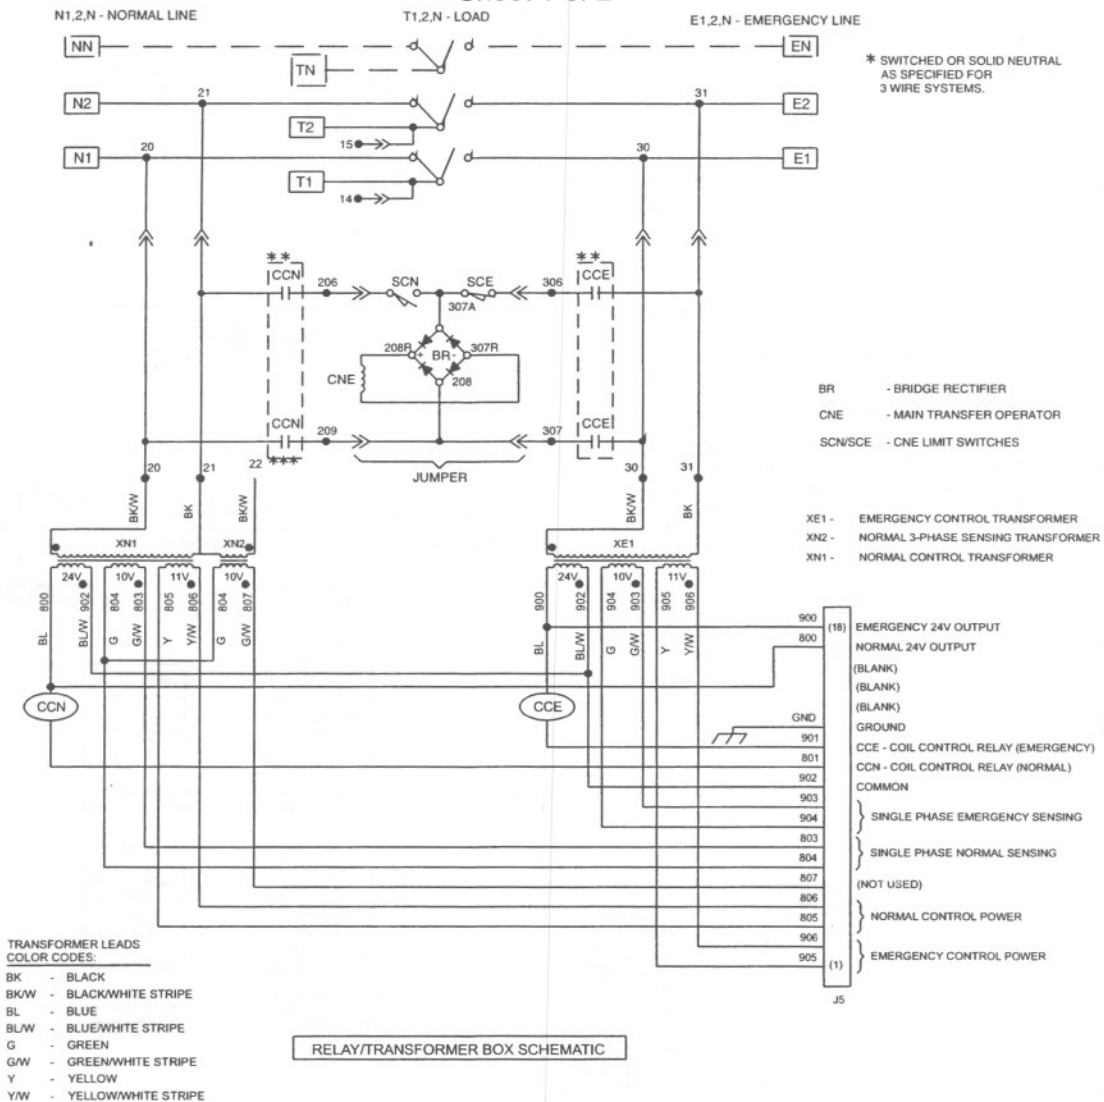 N1,2,N - NORMAL LINE
T1,2,N - LOAD
E1,2,N - EMERGENCY LINE
NN
EN
TN
* SWITCHED OR SOLID NEUTRAL
AS SPECIFIED FOR
3 WIRE SYSTEMS.
N2
21
31
E2
T2
15
N1
20
30
E1
T1
14
**
CCN
206
SCN
SCE
306
**
CCE
307A
208R
+ BR -
307R
CNE
208
CCN
209
307
CCE
***
JUMPER
BR - BRIDGE RECTIFIER
CNE - MAIN TRANSFER OPERATOR
SCN/SCE - CNE LIMIT SWITCHES
20
21
22
30
31
BK/W
BK
BK/W
BK/W
BK
XE1 - EMERGENCY CONTROL TRANSFORMER
XN2 - NORMAL 3-PHASE SENSING TRANSFORMER
XN1 - NORMAL CONTROL TRANSFORMER
XN1
XN2
XE1
24V
10V
11V
10V
24V
10V
11V
800
902
804
803
805
806
804
807
900
902
904
903
905
906
BL
BL/W
G
G/W
Y
Y/W
G
G/W
BL
BL/W
G
G/W
Y
Y/W
CCN
CCE
900 (18) EMERGENCY 24V OUTPUT
800 NORMAL 24V OUTPUT
(BLANK)
(BLANK)
(BLANK)
GND GROUND
901 CCE - COIL CONTROL RELAY (EMERGENCY)
801 CCN - COIL CONTROL RELAY (NORMAL)
902 COMMON
903
904 SINGLE PHASE EMERGENCY SENSING
803
804 SINGLE PHASE NORMAL SENSING
807 (NOT USED)
806
805 NORMAL CONTROL POWER
906
905 (1) EMERGENCY CONTROL POWER
J5
TRANSFORMER LEADS
COLOR CODES:
BK - BLACK
BK/W - BLACK/WHITE STRIPE
BL - BLUE
BL/W - BLUE/WHITE STRIPE
G - GREEN
G/W - GREEN/WHITE STRIPE
Y - YELLOW
Y/W - YELLOW/WHITE STRIPE
RELAY/TRANSFORMER BOX SCHEMATIC